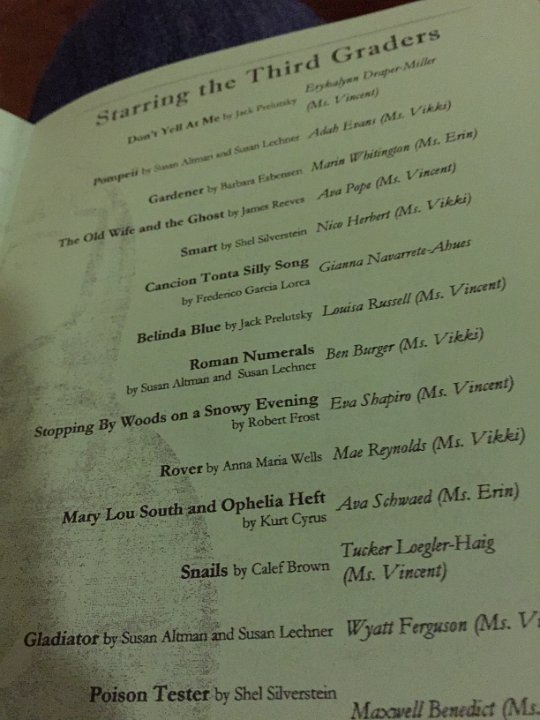 Starring the Third Graders
Don't Yell At Me by Jack Prelutsky Erykalynn Draper-Miller
(Ms. Vincent)
Pompeii by Susan Altman and Susan Lechner Adah Evans (Ms. Vikki)
Gardener by Barbara Esbensen Marin Whitington (Ms. Erin)
The Old Wife and the Ghost by James Reeves Ava Pope (Ms. Vincent)
Smart by Shel Silverstein Nico Herbert (Ms. Vikki)
Cancion Tonta Silly Song Gianna Navarrete-Ahues
by Frederico Garcia Lorca
Belinda Blue by Jack Prelutsky Louisa Russell (Ms. Vincent)
Roman Numerals Ben Burger (Ms. Vikki)
by Susan Altman and Susan Lechner
Stopping By Woods on a Snowy Evening Eva Shapiro (Ms. Vincent)
by Robert Frost
Rover by Anna Maria Wells Mae Reynolds (Ms. Vikki)
Mary Lou South and Ophelia Heft Ava Schwaed (Ms. Erin)
by Kurt Cyrus
Snails by Calef Brown Tucker Loegler-Haig
(Ms. Vincent)
Gladiator by Susan Altman and Susan Lechner Wyatt Ferguson (Ms. Vi
Poison Tester by Shel Silverstein
Maxwell Benedict (Ms.